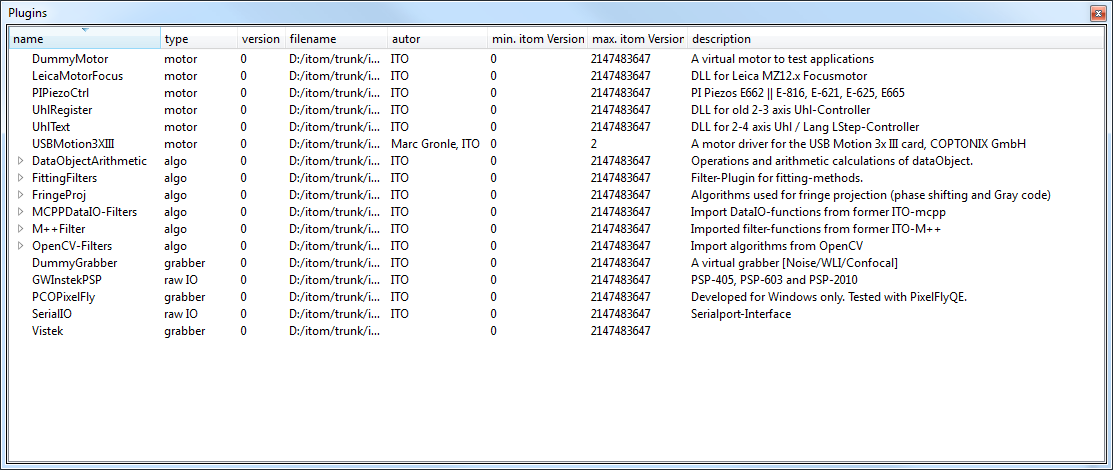 Plugins
name type version filename autor min. itom Version max. itom Version description
DummyMotor motor 0 D:/itom/trunk/i... ITO 0 2147483647 A virtual motor to test applications
LeicaMotorFocus motor 0 D:/itom/trunk/i... ITO 0 2147483647 DLL for Leica MZ12.x Focusmotor
PIPiezoCtrl motor 0 D:/itom/trunk/i... ITO 0 2147483647 PI Piezos E662 || E-816, E-621, E-625, E665
UhlRegister motor 0 D:/itom/trunk/i... ITO 0 2147483647 DLL for old 2-3 axis Uhl-Controller
UhlText motor 0 D:/itom/trunk/i... ITO 0 2147483647 DLL for 2-4 axis Uhl / Lang LStep-Controller
USBMotion3XIII motor 0 D:/itom/trunk/i... Marc Gronle, ITO 0 2 A motor driver for the USB Motion 3x III card, COPTONIX GmbH
DataObjectArithmetic algo 0 D:/itom/trunk/i... ITO 0 2147483647 Operations and arithmetic calculations of dataObject.
FittingFilters algo 0 D:/itom/trunk/i... ITO 0 2147483647 Filter-Plugin for fitting-methods.
FringeProj algo 0 D:/itom/trunk/i... ITO 0 2147483647 Algorithms used for fringe projection (phase shifting and Gray code)
MCPPDataIO-Filters algo 0 D:/itom/trunk/i... ITO 0 2147483647 Import DataIO-functions from former ITO-mcpp
M++Filter algo 0 D:/itom/trunk/i... ITO 0 2147483647 Imported filter-functions from former ITO-M++
OpenCV-Filters algo 0 D:/itom/trunk/i... ITO 0 2147483647 Import algorithms from OpenCV
DummyGrabber grabber 0 D:/itom/trunk/i... ITO 0 2147483647 A virtual grabber [Noise/WLI/Confocal]
GWInstekPSP raw IO 0 D:/itom/trunk/i... ITO 0 2147483647 PSP-405, PSP-603 and PSP-2010
PCOPixelFly grabber 0 D:/itom/trunk/i... ITO 0 2147483647 Developed for Windows only. Tested with PixelFlyQE.
SerialIO raw IO 0 D:/itom/trunk/i... ITO 0 2147483647 Serialport-Interface
Vistek grabber 0 D:/itom/trunk/i... 0 2147483647